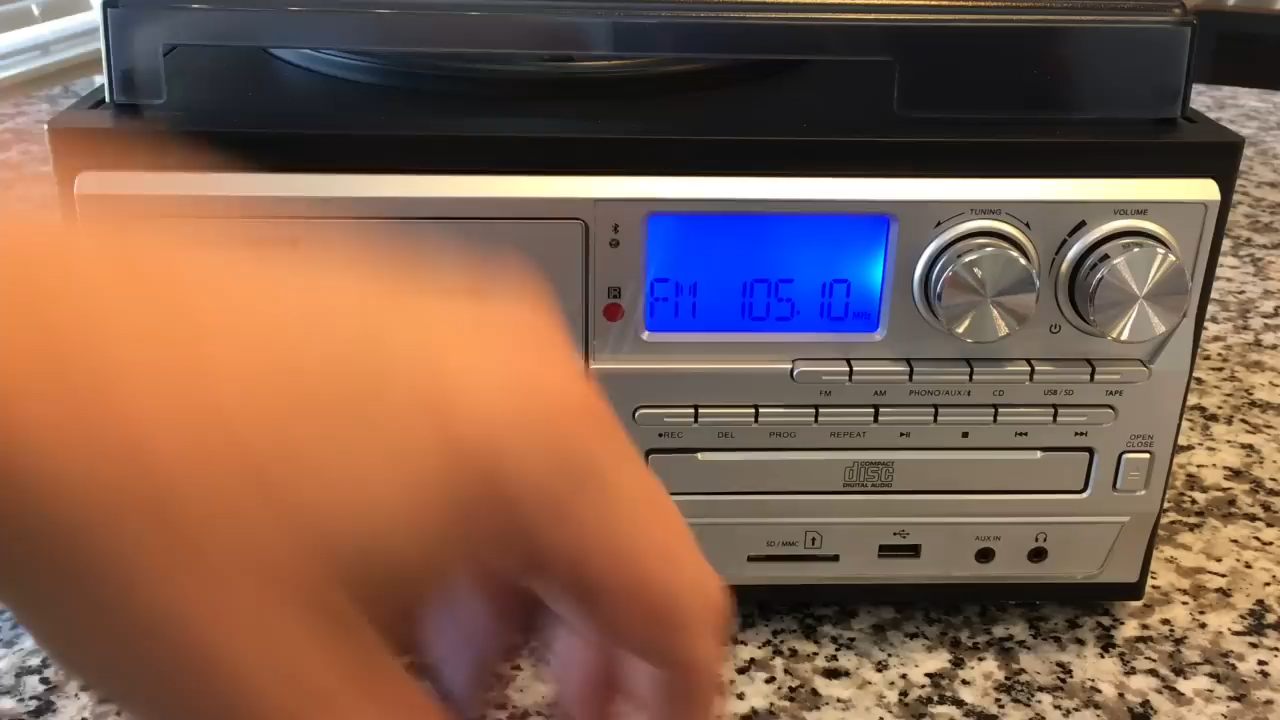 TUNING
VOLUME
FM 105.10 MHz
FM AM PHONO/AUX/ CD USB / SD TAPE
●REC DEL PROG REPEAT
OPEN
CLOSE
COMPACT
disc
DIGITAL AUDIO
SD / MMC
AUX IN